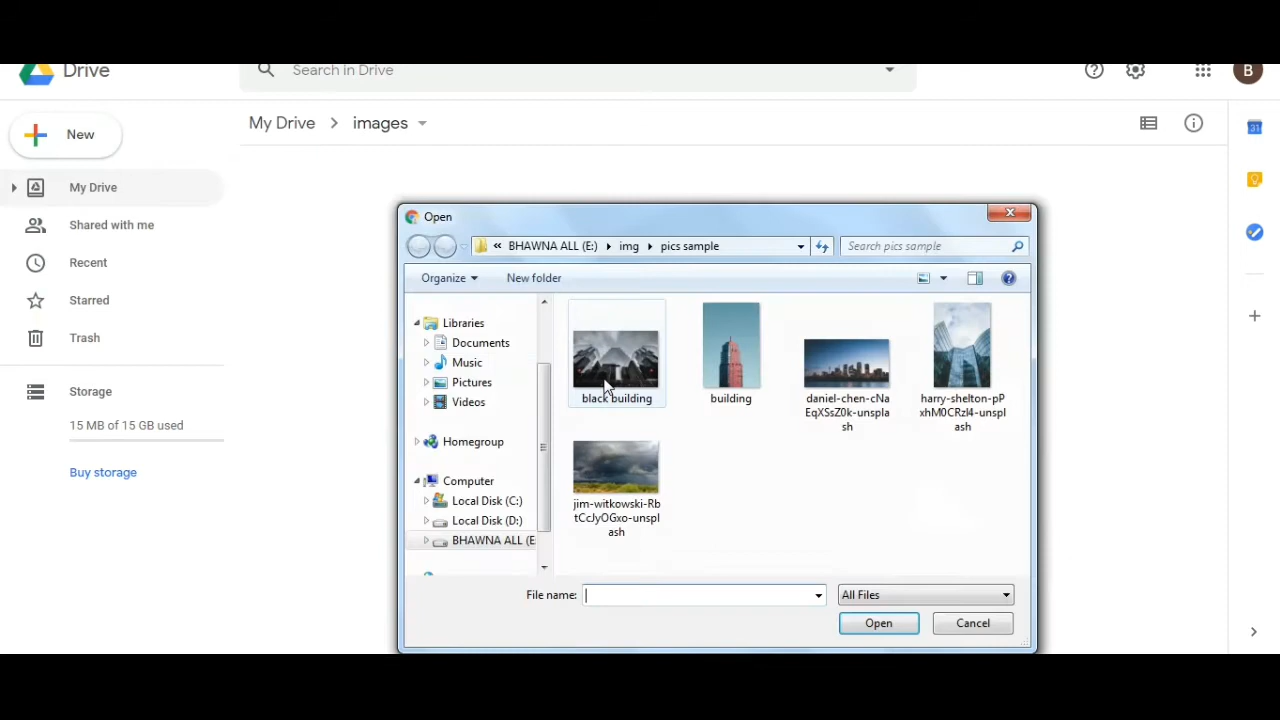 Drive
Search in Drive
B
New
My Drive > images
31
My Drive
Shared with me
Recent
Starred
Trash
Storage
15 MB of 15 GB used
Buy storage
Open
« BHAWNA ALL (E:) img pics sample
Search pics sample
Organize
New folder
Libraries
Documents
Music
Pictures
Videos
Homegroup
Computer
Local Disk (C:)
Local Disk (D:)
BHAWNA ALL (E
black building
building
daniel-chen-cNa
EqXSsZ0k-unspla
sh
harry-shelton-pP
xhM0CRzl4-unspl
ash
jim-witkowski-Rb
tCcJyOGxo-unspl
ash
File name:
All Files
Open
Cancel